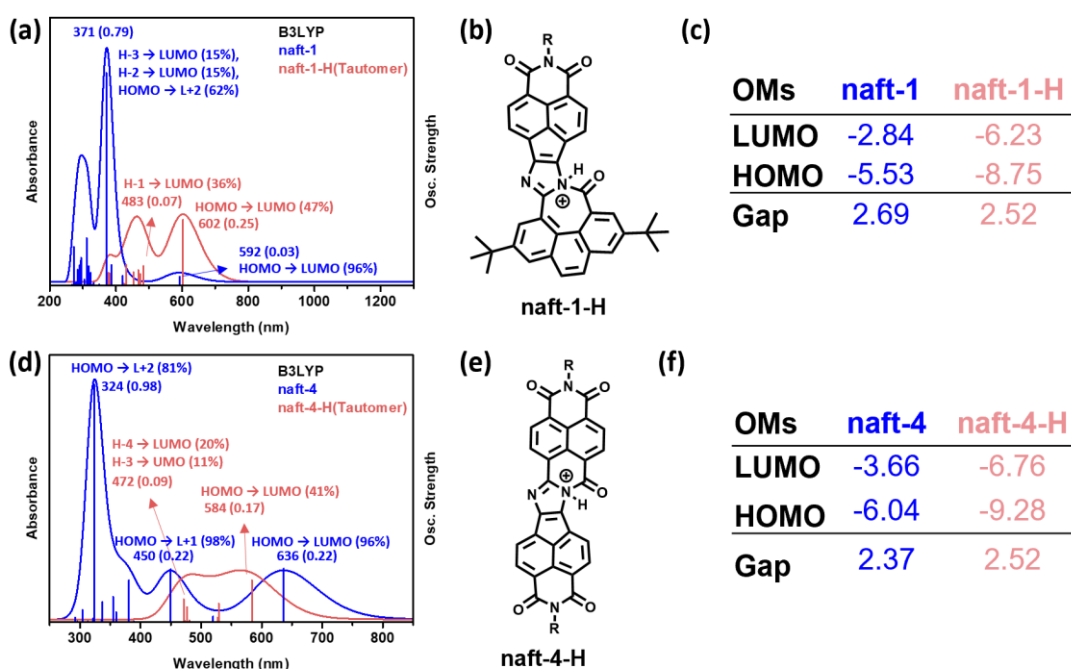 (a)
371 (0.79)
H-3 → LUMO (15%),
H-2 → LUMO (15%),
HOMO → L+2 (62%)
B3LYP
naft-1
naft-1-H(Tautomer)
H-1 → LUMO (36%)
483 (0.07)
HOMO → LUMO (47%)
602 (0.25)
592 (0.03)
HOMO → LUMO (96%)
Absorbance
Osc. Strength
200 400 600 800 1000 1200
Wavelength (nm)
(b)
R
O N O
N N H
O
+
naft-1-H
(c)
OMs naft-1 naft-1-H
LUMO -2.84 -6.23
HOMO -5.53 -8.75
Gap 2.69 2.52
(d)
HOMO → L+2 (81%)
324 (0.98)
B3LYP
naft-4
naft-4-H(Tautomer)
H-4 → LUMO (20%)
H-3 → UMO (11%)
472 (0.09)
HOMO → LUMO (41%)
584 (0.17)
HOMO → L+1 (98%)
450 (0.22)
HOMO → LUMO (96%)
636 (0.22)
Absorbance
Osc. Strength
300 400 500 600 700 800
Wavelength (nm)
(e)
R
O N O
+
N N O
H
O N O
R
naft-4-H
(f)
OMs naft-4 naft-4-H
LUMO -3.66 -6.76
HOMO -6.04 -9.28
Gap 2.37 2.52